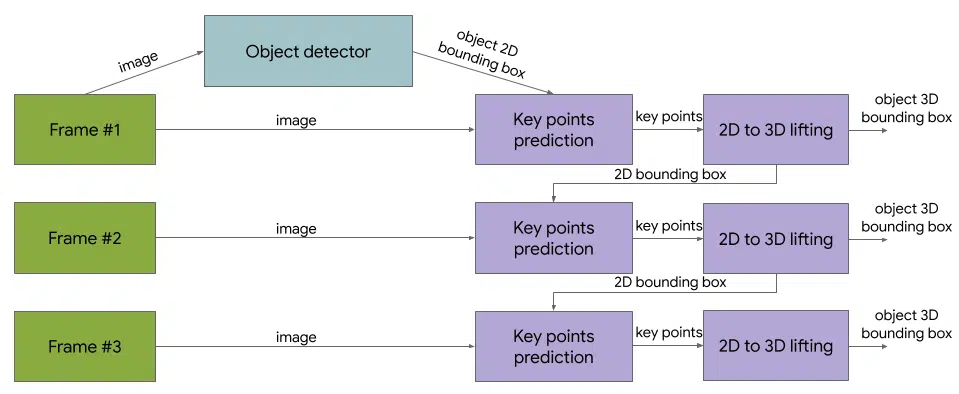 Object detector
image
object 2D
bounding box
Frame #1
image
Key points
prediction
key points
2D to 3D lifting
object 3D
bounding box
2D bounding box
Frame #2
image
Key points
prediction
key points
2D to 3D lifting
object 3D
bounding box
2D bounding box
Frame #3
image
Key points
prediction
key points
2D to 3D lifting
object 3D
bounding box